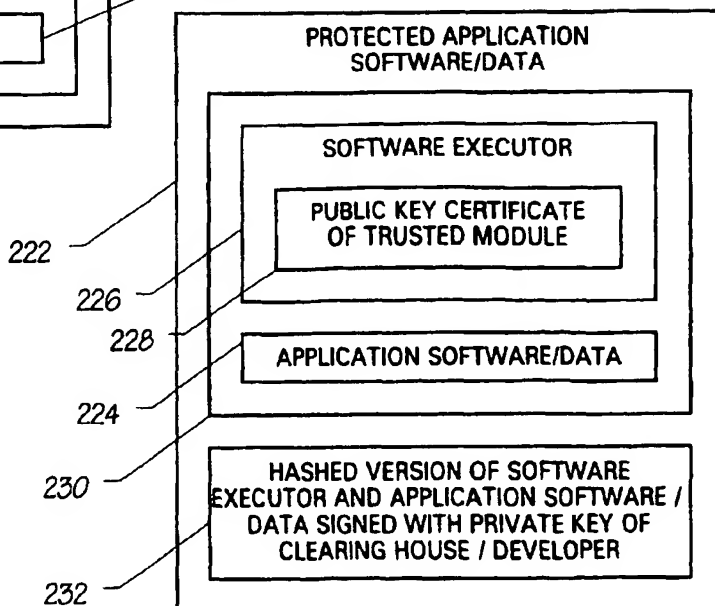 PROTECTED APPLICATION
SOFTWARE/DATA
SOFTWARE EXECUTOR
PUBLIC KEY CERTIFICATE
OF TRUSTED MODULE
222
226
228
APPLICATION SOFTWARE/DATA
224
230
HASHED VERSION OF SOFTWARE
EXECUTOR AND APPLICATION SOFTWARE /
DATA SIGNED WITH PRIVATE KEY OF
CLEARING HOUSE / DEVELOPER
232